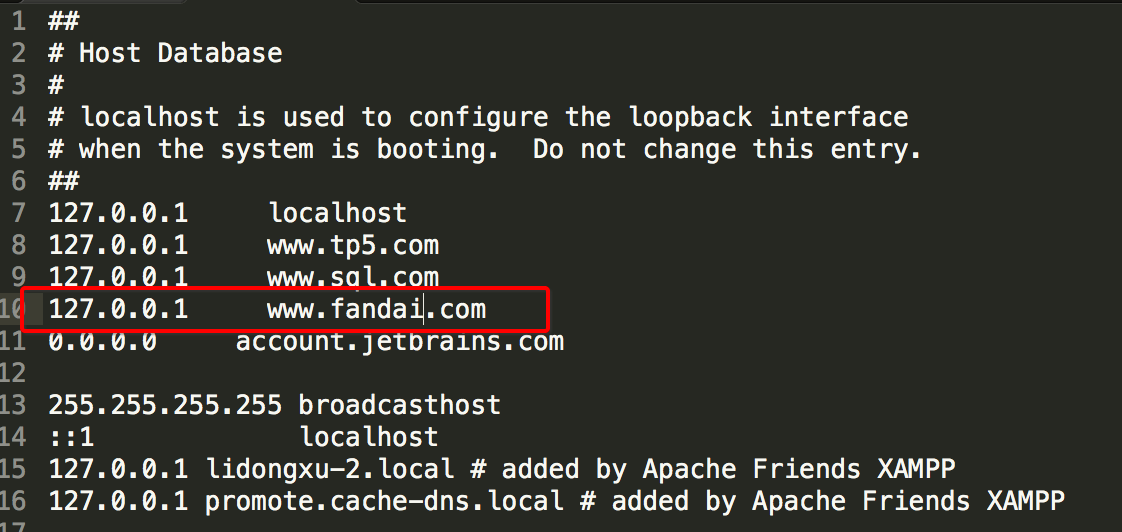 1 ##
2 # Host Database
3 #
4 # localhost is used to configure the loopback interface
5 # when the system is booting.  Do not change this entry.
6 ##
7 127.0.0.1     localhost
8 127.0.0.1     www.tp5.com
9 127.0.0.1     www.sql.com
10 127.0.0.1     www.fandai.com
11 0.0.0.0     account.jetbrains.com
12
13 255.255.255.255 broadcasthost
14 ::1             localhost
15 127.0.0.1 lidongxu-2.local # added by Apache Friends XAMPP
16 127.0.0.1 promote.cache-dns.local # added by Apache Friends XAMPP
17